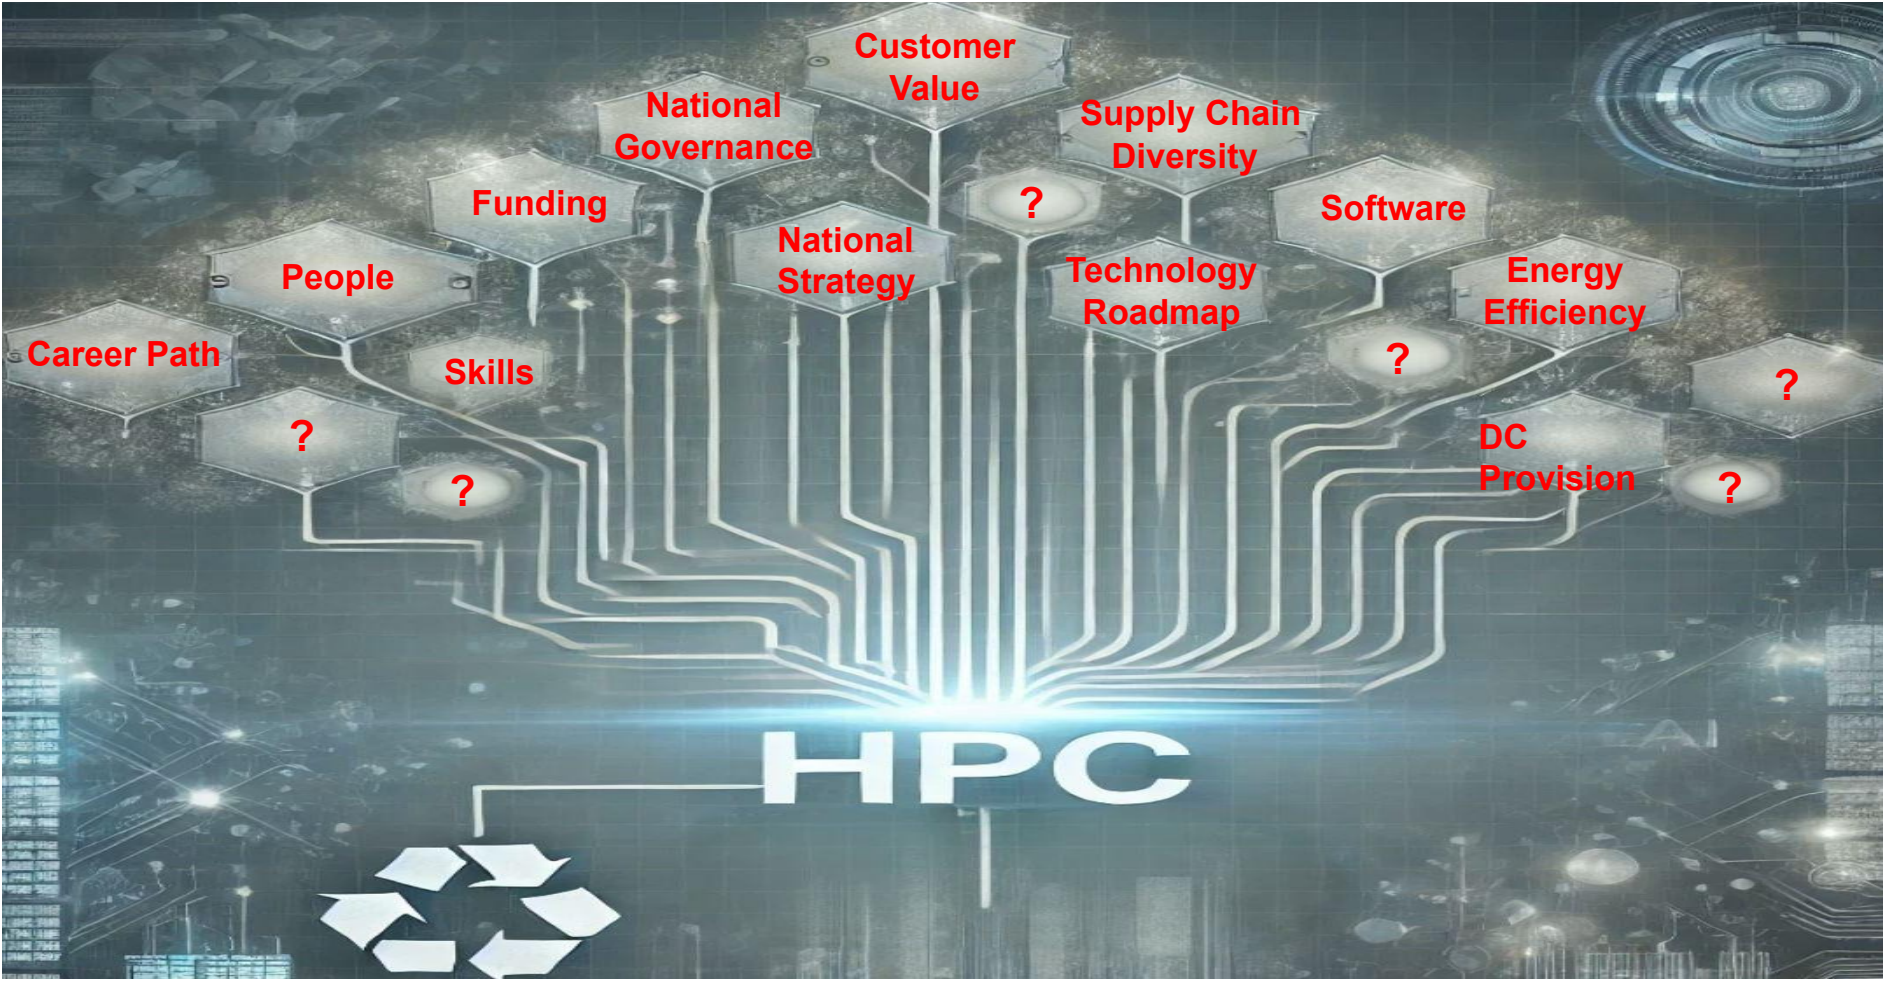 Customer
Value
National
Governance
Supply Chain
Diversity
Funding
?
Software
National
Strategy
People
Technology
Roadmap
Energy
Efficiency
Career Path
Skills
?
?
?
DC
Provision
?
?
HPC
AI